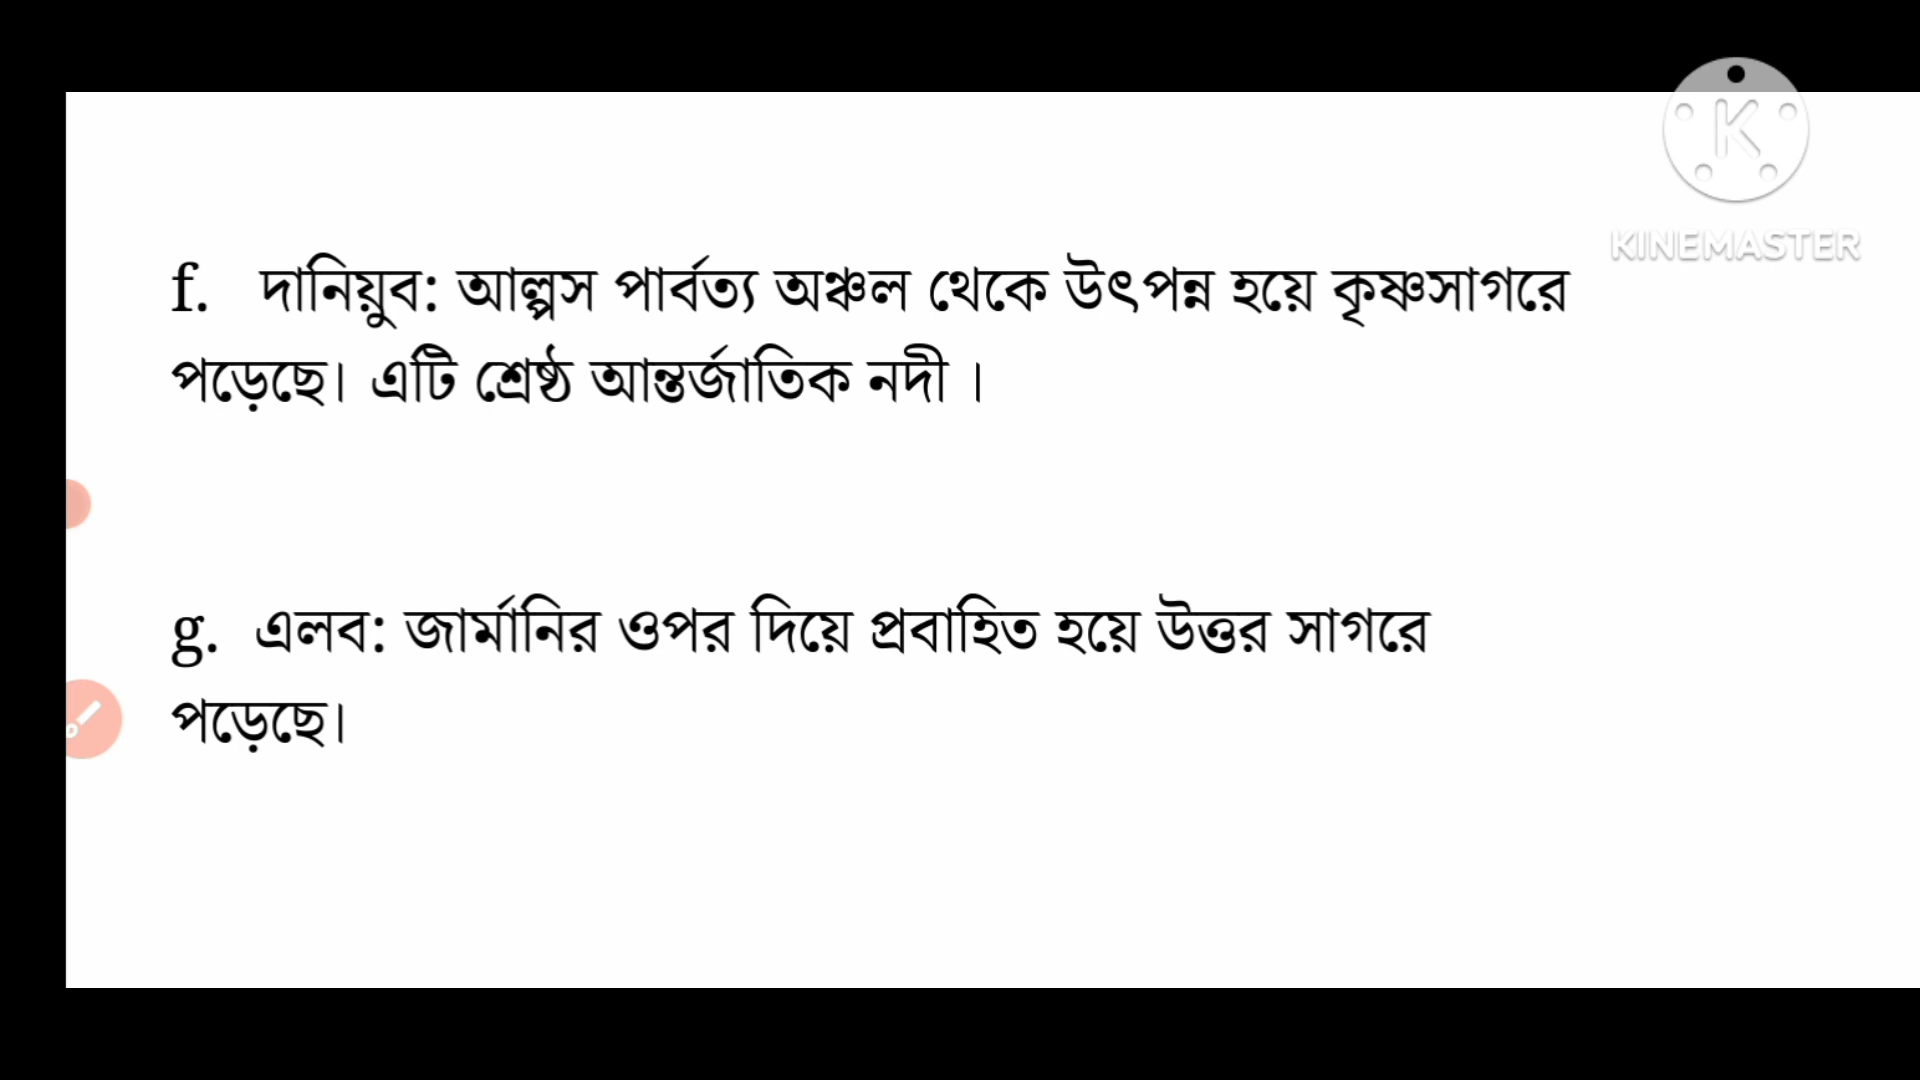 K
KINEMASTER
f. দানিয়ুব: আল্পস পার্বত্য অঞ্চল থেকে উৎপন্ন হয়ে কৃষ্ণসাগরে
পড়েছে। এটি শ্রেষ্ঠ আন্তর্জাতিক নদী ।
g. এলব: জার্মানির ওপর দিয়ে প্রবাহিত হয়ে উত্তর সাগরে
পড়েছে।